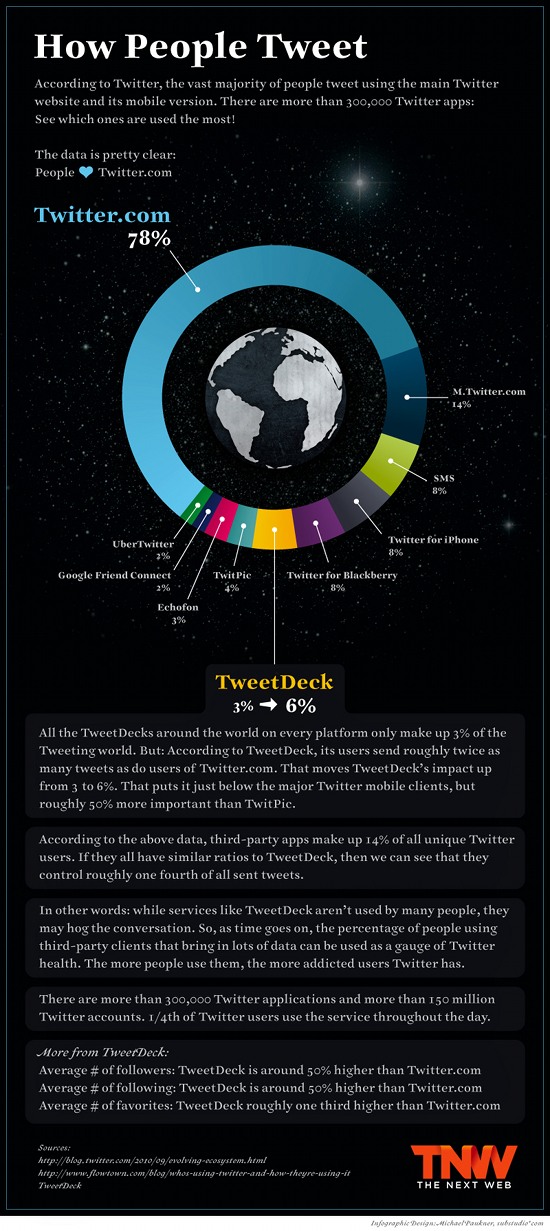 How People Tweet
According to Twitter, the vast majority of people tweet using the main Twitter
website and its mobile version. There are more than 300,000 Twitter apps:
See which ones are used the most!
The data is pretty clear:
People Twitter.com
Twitter.com
78%
M.Twitter.com
14%
SMS
8%
Twitter for iPhone
8%
Twitter for Blackberry
8%
TwitPic
4%
Echofon
3%
Google Friend Connect
2%
UberTwitter
2%
TweetDeck
3% → 6%
All the TweetDecks around the world on every platform only make up 3% of the
Tweeting world. But: According to TweetDeck, its users send roughly twice as
many tweets as do users of Twitter.com. That moves TweetDeck's impact up
from 3 to 6%. That puts it just below the major Twitter mobile clients, but
roughly 50% more important than TwitPic.
According to the above data, third-party apps make up 14% of all unique Twitter
users. If they all have similar ratios to TweetDeck, then we can see that they
control roughly one fourth of all sent tweets.
In other words: while services like TweetDeck aren't used by many people, they
may hog the conversation. So, as time goes on, the percentage of people using
third-party clients that bring in lots of data can be used as a gauge of Twitter
health. The more people use them, the more addicted users Twitter has.
There are more than 300,000 Twitter applications and more than 150 million
Twitter accounts. 1/4th of Twitter users use the service throughout the day.
More from TweetDeck:
Average # of followers: TweetDeck is around 50% higher than Twitter.com
Average # of following: TweetDeck is around 50% higher than Twitter.com
Average # of favorites: TweetDeck roughly one third higher than Twitter.com
Sources:
http://blog.twitter.com/2010/09/evolving-ecosystem.html
http://www.flowtown.com/blog/whos-using-twitter-and-how-theyre-using-it
TweetDeck
TNW
THE NEXT WEB
Infographic Design: Michael Paukner, substudio.com